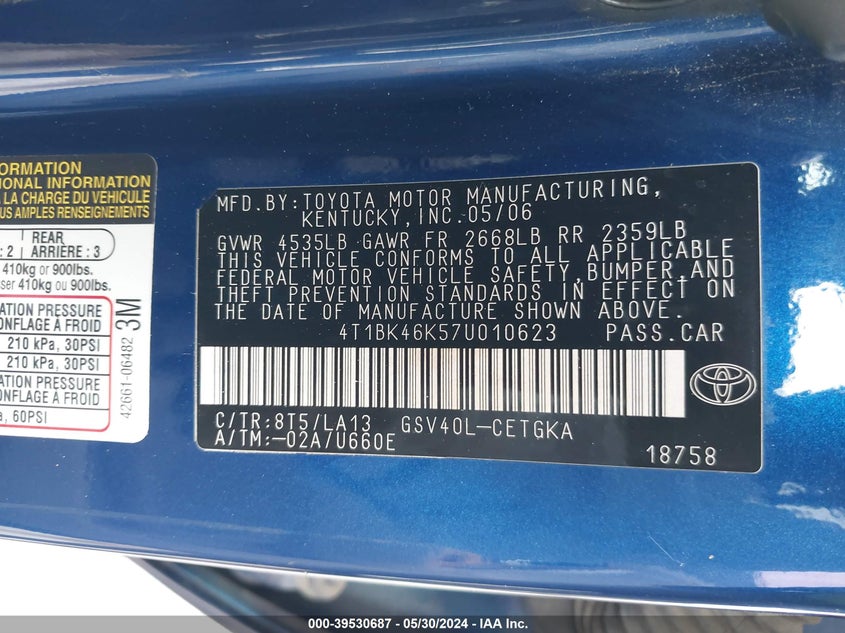 ORMATION
ONAL INFORMATION
LA CHARGE DU VÉHICULE
US AMPLES RENSEIGNEMENTS
: 2 REAR
ARRIÈRE : 3
410kg or 900lbs.
ser 410kg ou 900lbs.
ATION PRESSURE
ONFLAGE À FROID
210 kPa, 30PSI
210 kPa, 30PSI
ATION PRESSURE
ONFLAGE À FROID
a, 60PSI
42661-06482 3M
MFD.BY:TOYOTA MOTOR MANUFACTURING,
KENTUCKY, INC.05/06
GVWR 4535LB GAWR FR 2668LB RR 2359LB
THIS VEHICLE CONFORMS TO ALL APPLICABLE
FEDERAL MOTOR VEHICLE SAFETY,BUMPER,AND
THEFT PREVENTION STANDARDS IN EFFECT ON
THE DATE OF MANUFACTURE SHOWN ABOVE.
4T1BK46K57U010623 PASS.CAR
C/TR:8T5/LA13 GSV40L-CETGKA
A/TM:-02A/U660E
18758
000-39530687 - 05/30/2024 - IAA Inc.